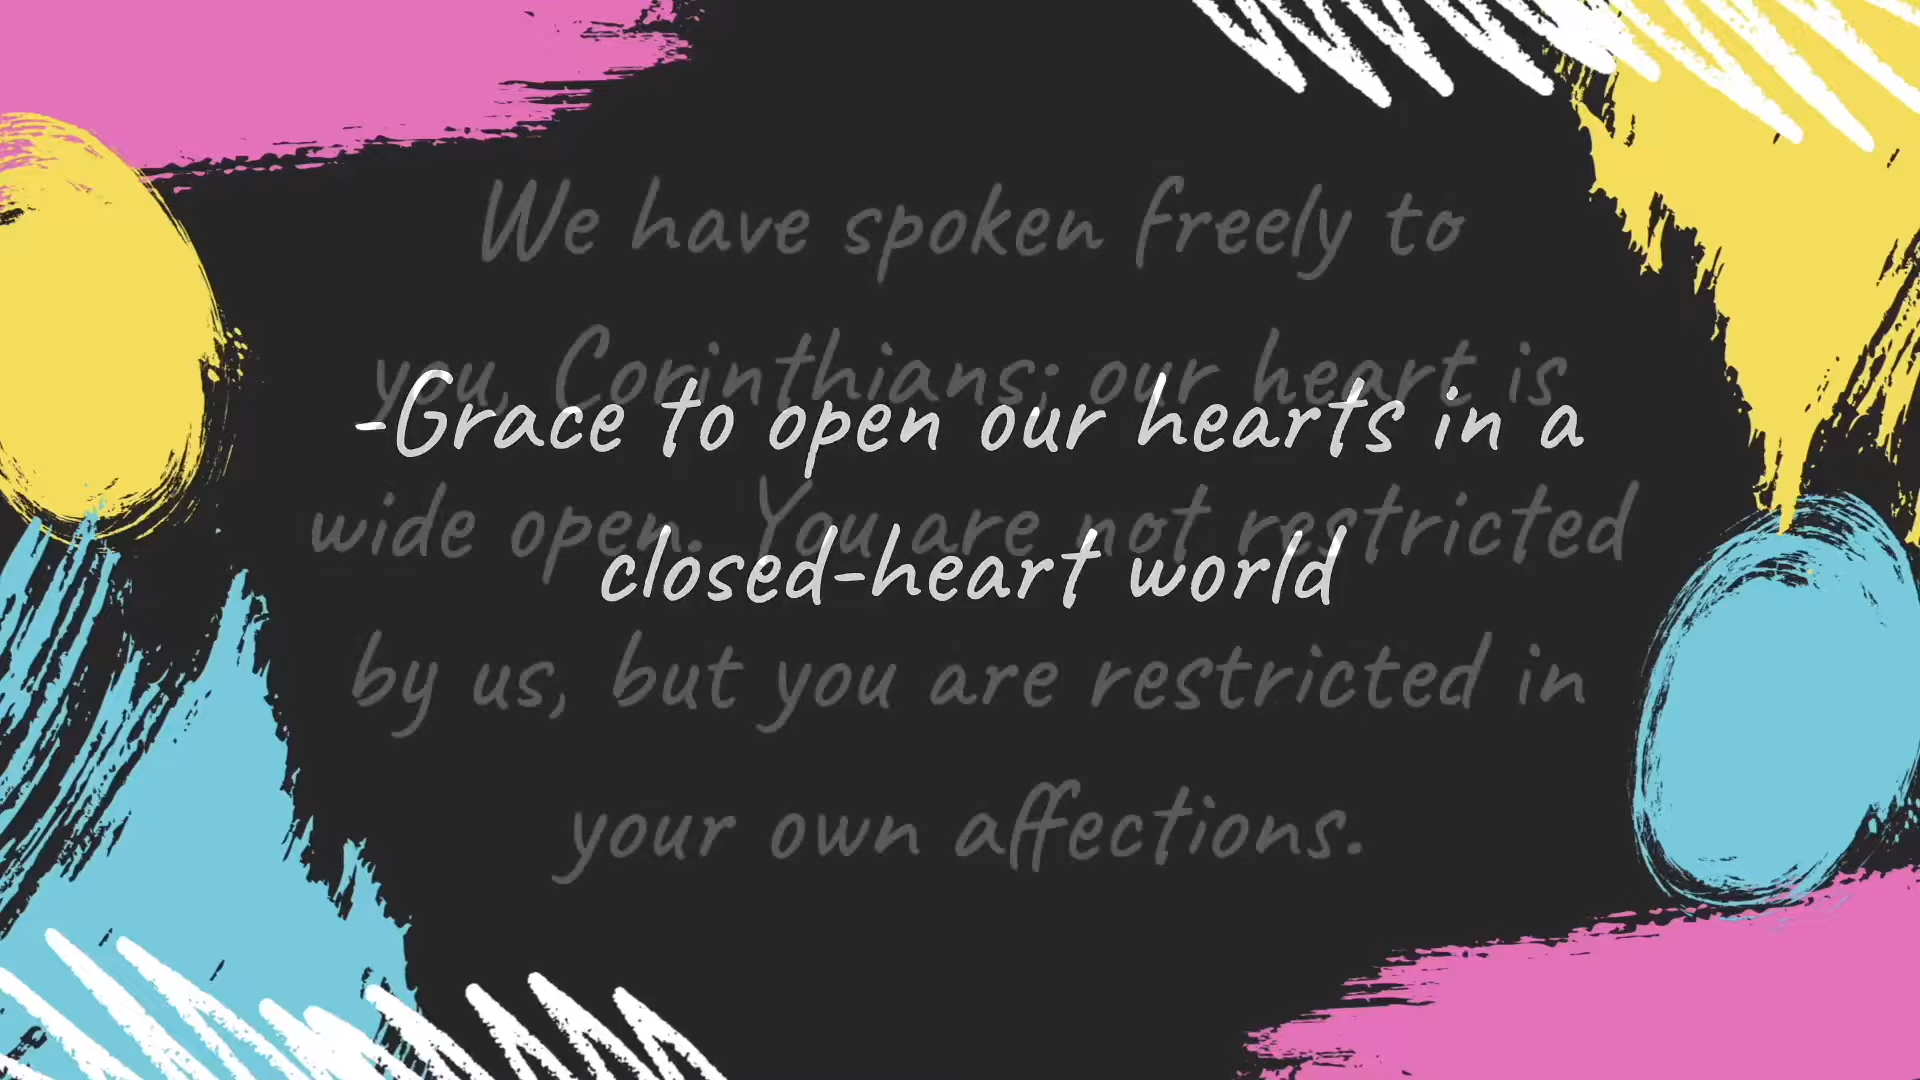 We have spoken freely to
you, Corinthians; our heart is
-Grace to open our hearts in a
wide open. You are not restricted
closed-heart world
by us, but you are restricted in
your own affections.